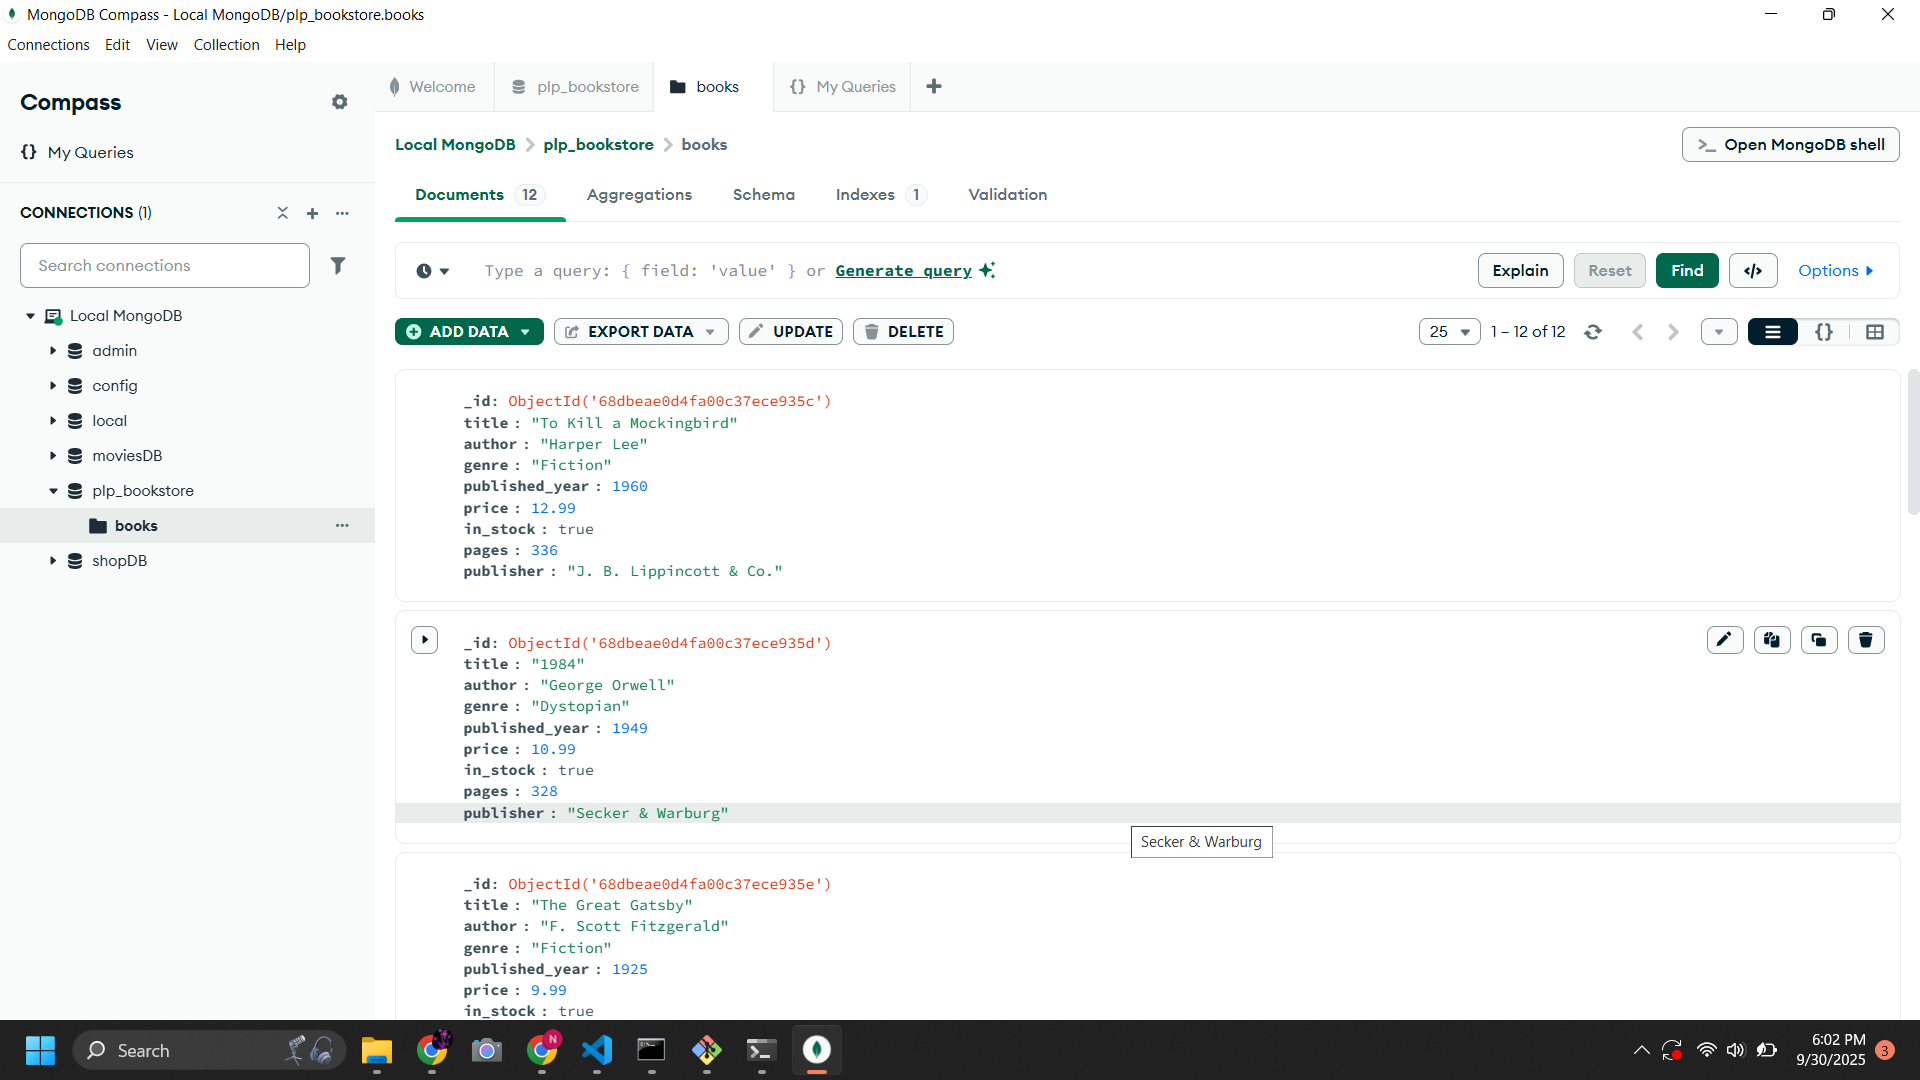 MongoDB Compass - Local MongoDB/plp_bookstore.books
Connections Edit View Collection Help
Compass
My Queries
CONNECTIONS (1)
Search connections
Local MongoDB
admin
config
local
moviesDB
plp_bookstore
books
shopDB
Welcome plp_bookstore books {} My Queries
Local MongoDB > plp_bookstore > books
>_ Open MongoDB shell
Documents 12 Aggregations Schema Indexes 1 Validation
Type a query: { field: 'value' } or Generate query
Explain Reset Find </> Options
ADD DATA EXPORT DATA UPDATE DELETE
25 1 – 12 of 12 {}
_id: ObjectId('68dbeae0d4fa00c37ece935c')
title : "To Kill a Mockingbird"
author : "Harper Lee"
genre : "Fiction"
published_year : 1960
price : 12.99
in_stock : true
pages : 336
publisher : "J. B. Lippincott & Co."
_id: ObjectId('68dbeae0d4fa00c37ece935d')
title : "1984"
author : "George Orwell"
genre : "Dystopian"
published_year : 1949
price : 10.99
in_stock : true
pages : 328
publisher : "Secker & Warburg"
Secker & Warburg
_id: ObjectId('68dbeae0d4fa00c37ece935e')
title : "The Great Gatsby"
author : "F. Scott Fitzgerald"
genre : "Fiction"
published_year : 1925
price : 9.99
in_stock : true
Search
N
6:02 PM
9/30/2025
3